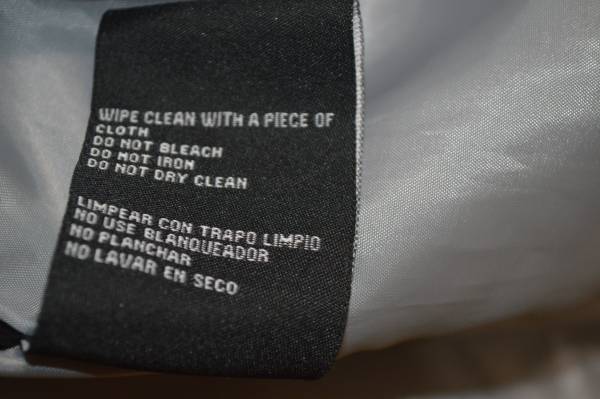 WIPE CLEAN WITH A PIECE OF
CLOTH
DO NOT BLEACH
DO NOT IRON
DO NOT DRY CLEAN
LIMPEAR CON TRAPO LIMPIO
NO USE BLANQUEADOR
NO PLANCHAR
NO LAVAR EN SECO